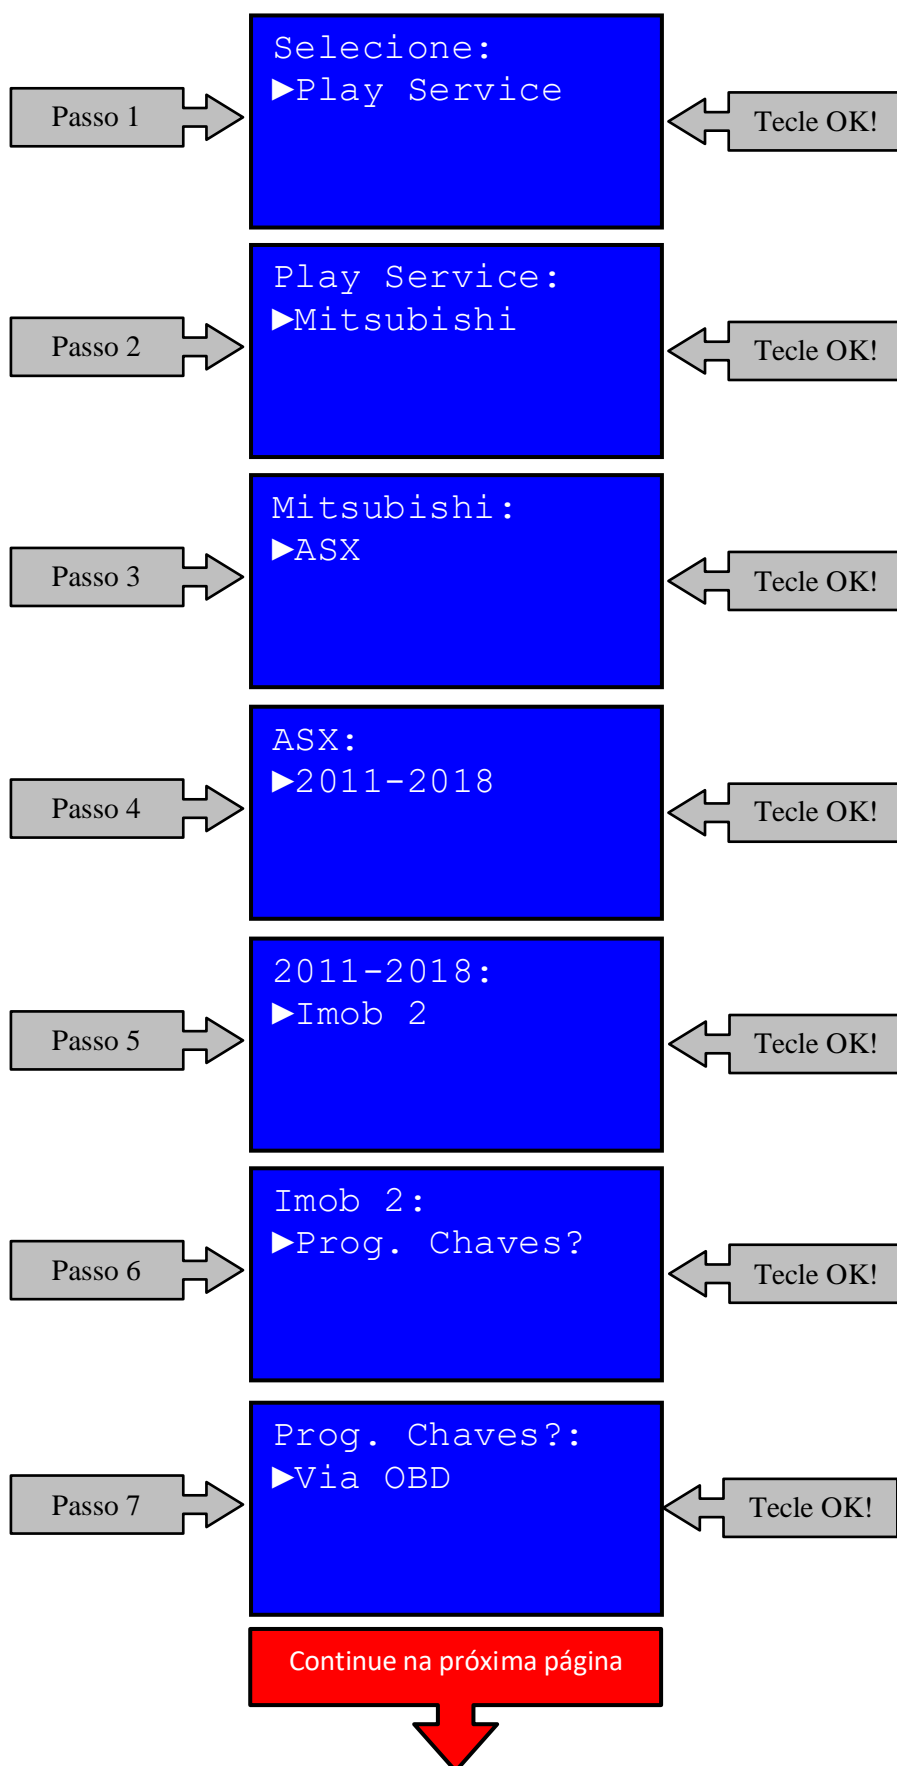 Selecione:
►Play Service
Passo 1
Tecle OK!
Play Service:
►Mitsubishi
Passo 2
Tecle OK!
Mitsubishi:
►ASX
Passo 3
Tecle OK!
ASX:
►2011-2018
Passo 4
Tecle OK!
2011-2018:
►Imob 2
Passo 5
Tecle OK!
Imob 2:
►Prog. Chaves?
Passo 6
Tecle OK!
Prog. Chaves?:
►Via OBD
Passo 7
Tecle OK!
Continue na próxima página